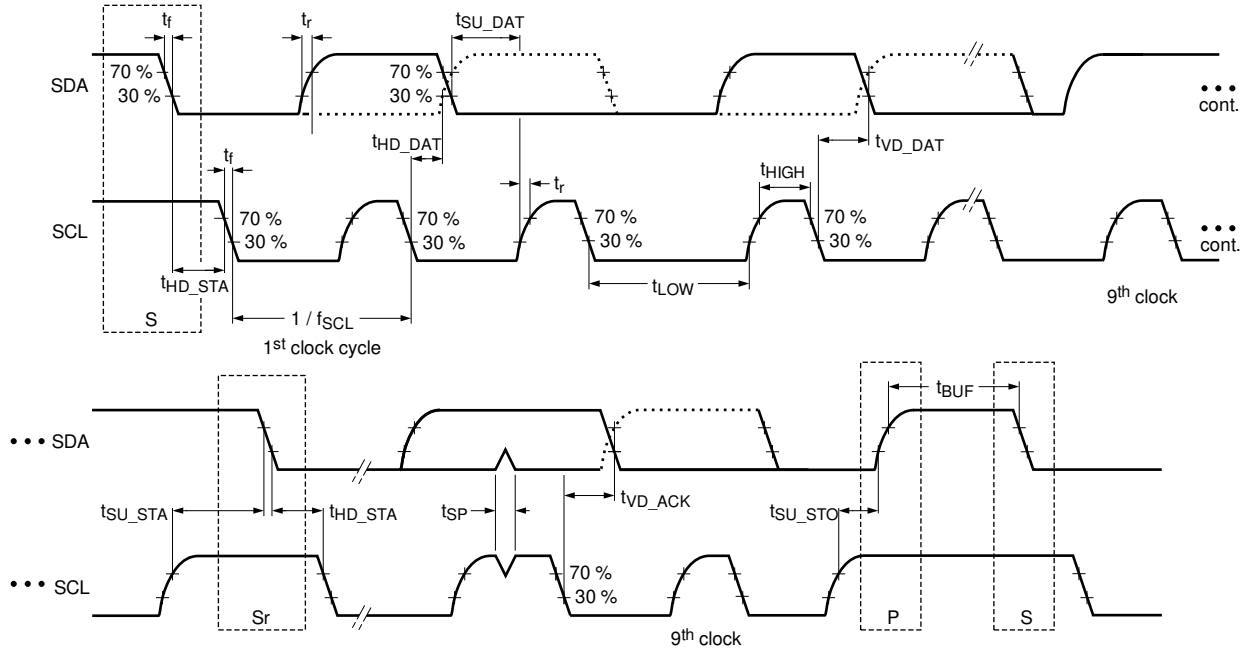 tf tr tSU_DAT
SDA 70 % 30 % 70 % 30 % ••• cont.
tHD_DAT tVD_DAT
tf tr tHIGH
SCL 70 % 30 % 70 % 30 % 70 % 30 % 70 % 30 % ••• cont.
tHD_STA tLOW
9th clock
S 1 / fSCL
1st clock cycle
tBUF
••• SDA
tSU_STA tHD_STA tSP tVD_ACK tSU_STO
••• SCL 70 % 30 %
Sr P S
9th clock